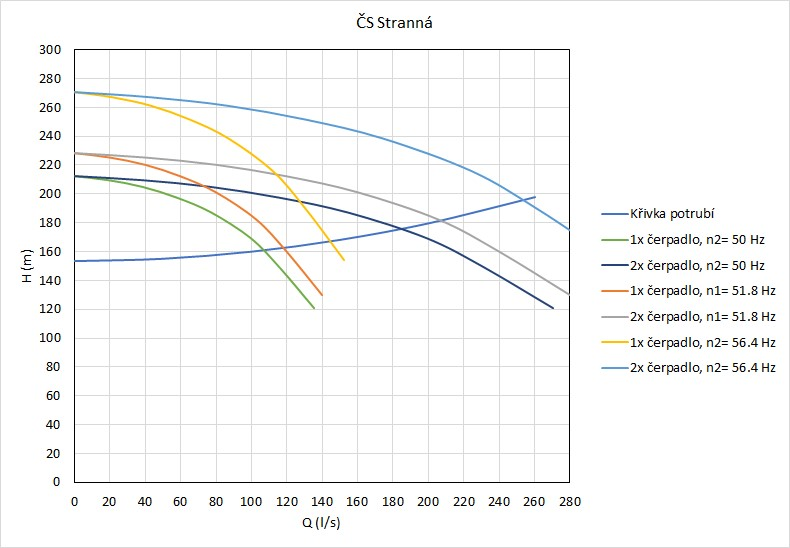 ČS Stranná
300
280
260
240
220
200
180
160
140
120
100
80
60
40
20
0
H (m)
0 20 40 60 80 100 120 140 160 180 200 220 240 260 280
Q (l/s)
Křivka potrubí
1x čerpadlo, n2= 50 Hz
2x čerpadlo, n2= 50 Hz
1x čerpadlo, n1= 51.8 Hz
2x čerpadlo, n1= 51.8 Hz
1x čerpadlo, n2= 56.4 Hz
2x čerpadlo, n2= 56.4 Hz